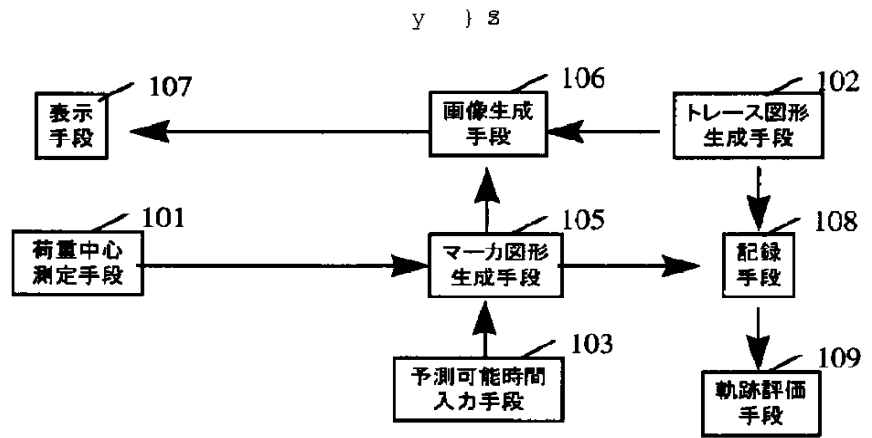 y } s
107
106
102
表示
手段
画像生成
手段
トレース図形
生成手段
101
105
108
荷重中心
測定手段
マーカ図形
生成手段
記録
手段
103
109
予測可能時間
入力手段
軌跡評価
手段